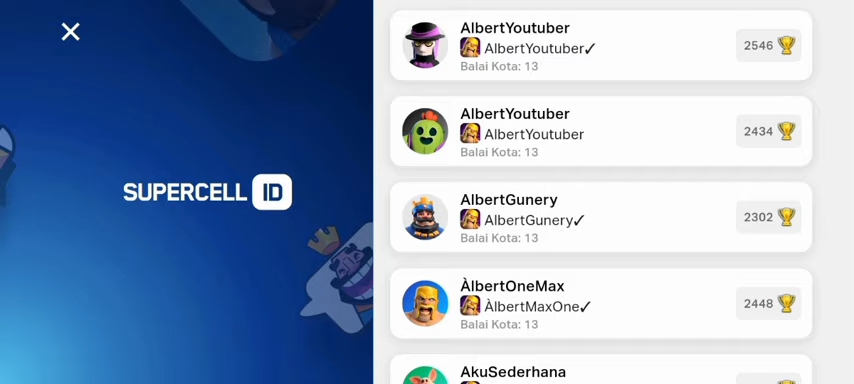 SUPERCELL ID
AlbertYoutuber
AlbertYoutuber✓
Balai Kota: 13
2546
AlbertYoutuber
AlbertYoutuber
Balai Kota: 13
2434
AlbertGunery
AlbertGunery✓
Balai Kota: 13
2302
ÀlbertOneMax
ÀlbertMaxOne✓
Balai Kota: 13
2448
AkuSederhana